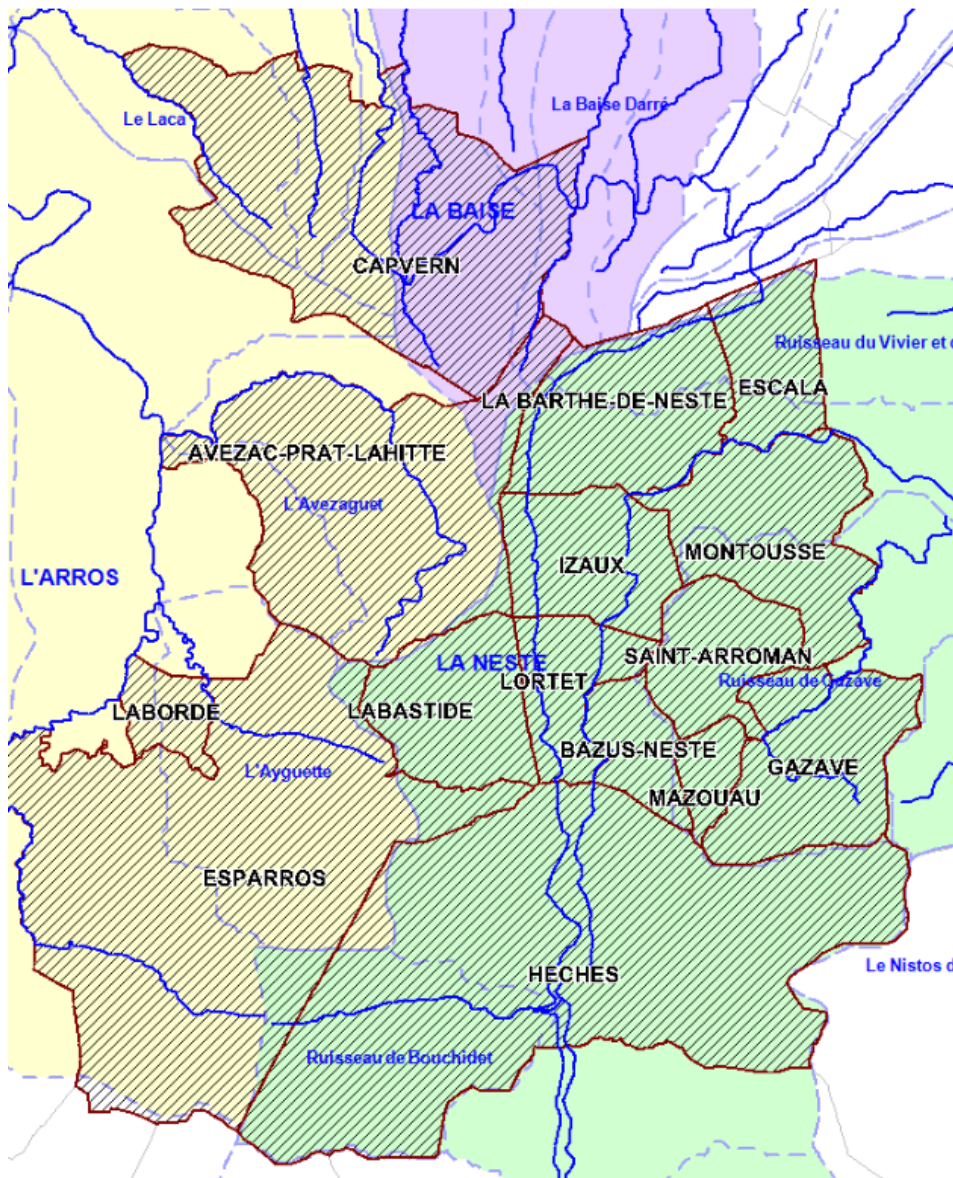 La Baise Darré
Le Laca
LA BAISE
CAPVERN
Ruisseau du Vivier et d
ESCALA
LA BARTHE-DE-NESTE
AVEZAC-PRAT-LAHITTE
L'Avezaguet
MONTOUSSE
IZAUX
L'ARROS
SAINT-ARROMAN
LA NESTE
LORTET
Ruisseau de Gazave
LABORDE
LABASTIDE
BAZUS-NESTE
GAZAVE
L'Ayguette
MAZOUAU
ESPARROS
Le Nistos d
HECHES
Ruisseau de Bouchidet